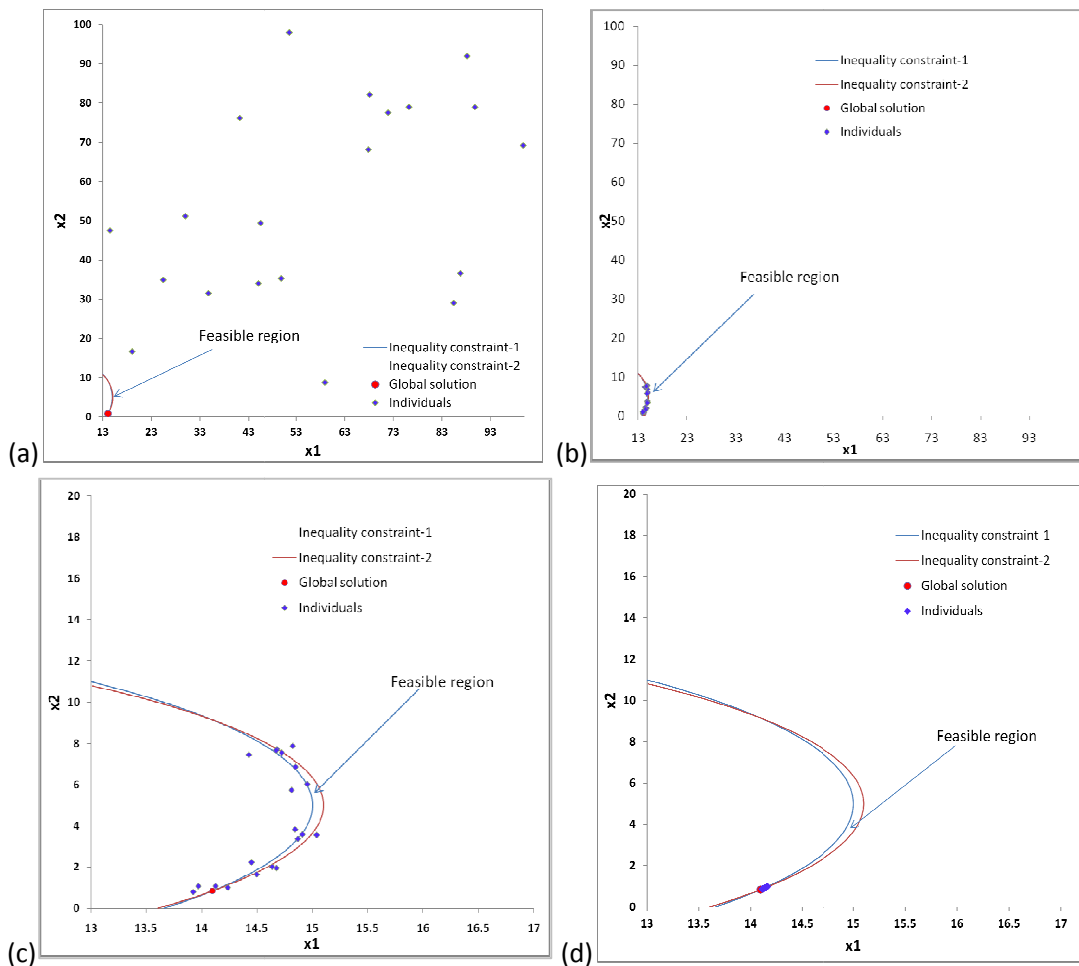 100
90
80
70
60
50
40
30
20
10
0
x2
13
23
33
43
53
63
73
83
93
x1
Feasible region
Inequality constraint-1
Inequality constraint-2
Global solution
Individuals
(a)
100
90
80
70
60
50
40
30
20
10
0
x2
13
23
33
43
53
63
73
83
93
x1
Inequality constraint-1
Inequality constraint-2
Global solution
Individuals
Feasible region
(b)
20
18
16
14
12
10
8
6
4
2
0
x2
13
13.5
14
14.5
15
15.5
16
16.5
17
x1
Inequality constraint-1
Inequality constraint-2
Global solution
Individuals
Feasible region
(c)
20
18
16
14
12
10
8
6
4
2
0
x2
13
13.5
14
14.5
15
15.5
16
16.5
17
x1
Inequality constraint 1
Inequality constraint-2
Global solution
Individuals
Feasible region
(d)